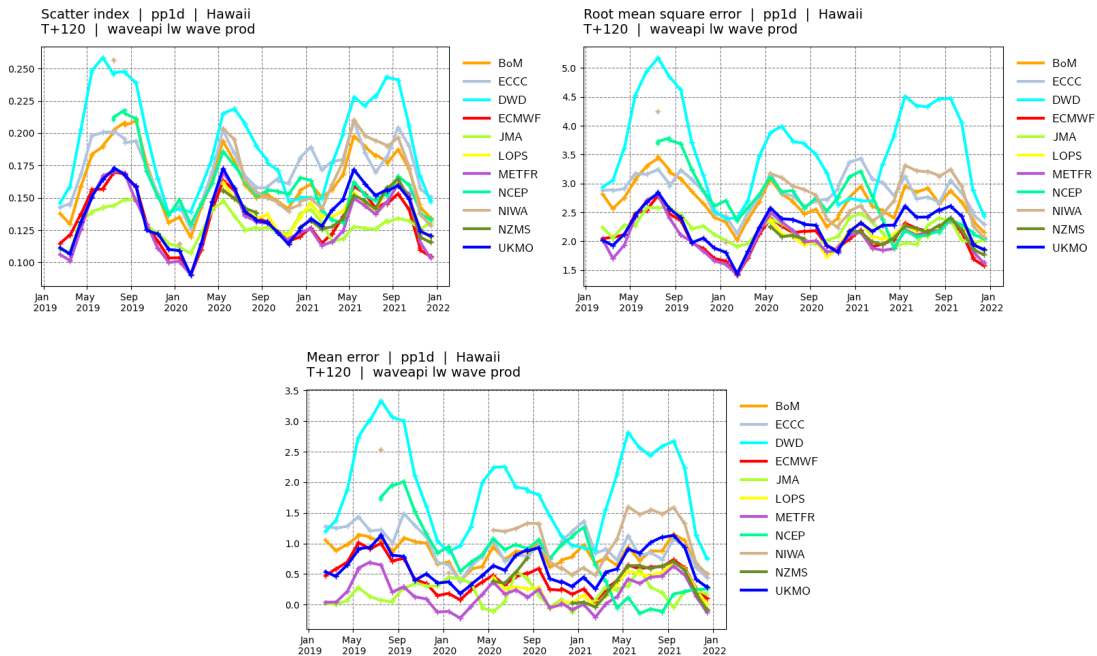 Scatter index | pp1d | Hawaii
T+120 | waveapi lw wave prod
0.250
0.225
0.200
0.175
0.150
0.125
0.100
Jan May Sep Jan May Sep Jan May Sep Jan
2019 2019 2019 2020 2020 2020 2021 2021 2021 2022
BoM
ECCC
DWD
ECMWF
JMA
LOPS
METFR
NCEP
NIWA
NZMS
UKMO
Root mean square error | pp1d | Hawaii
T+120 | waveapi lw wave prod
5.0
4.5
4.0
3.5
3.0
2.5
2.0
1.5
Jan May Sep Jan May Sep Jan May Sep Jan
2019 2019 2019 2020 2020 2020 2021 2021 2021 2022
BoM
ECCC
DWD
ECMWF
JMA
LOPS
METFR
NCEP
NIWA
NZMS
UKMO
Mean error | pp1d | Hawaii
T+120 | waveapi lw wave prod
3.5
3.0
2.5
2.0
1.5
1.0
0.5
0.0
Jan May Sep Jan May Sep Jan May Sep Jan
2019 2019 2019 2020 2020 2020 2021 2021 2021 2022
BoM
ECCC
DWD
ECMWF
JMA
LOPS
METFR
NCEP
NIWA
NZMS
UKMO